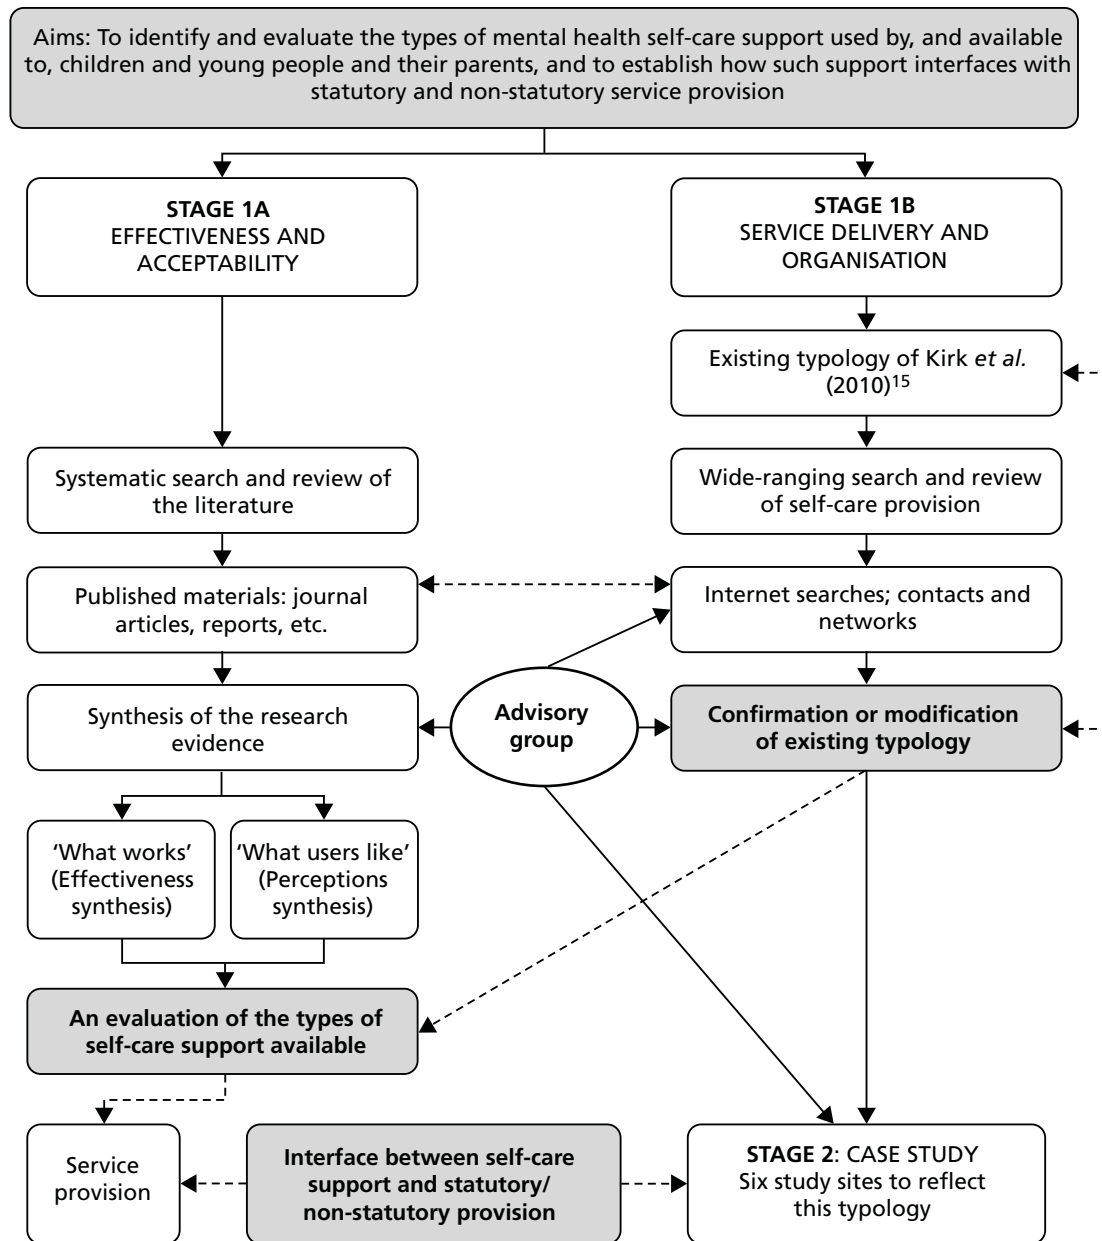 Aims: To identify and evaluate the types of mental health self-care support used by, and available
to, children and young people and their parents, and to establish how such support interfaces with
statutory and non-statutory service provision
STAGE 1A
EFFECTIVENESS AND
ACCEPTABILITY
STAGE 1B
SERVICE DELIVERY AND
ORGANISATION
Existing typology of Kirk et al.
(2010)15
Systematic search and review of
the literature
Wide-ranging search and review
of self-care provision
Published materials: journal
articles, reports, etc.
Internet searches; contacts and
networks
Synthesis of the research
evidence
Advisory
group
Confirmation or modification
of existing typology
'What works'
(Effectiveness
synthesis)
'What users like'
(Perceptions
synthesis)
An evaluation of the types of
self-care support available
Service
provision
Interface between self-care
support and statutory/
non-statutory provision
STAGE 2: CASE STUDY
Six study sites to reflect
this typology